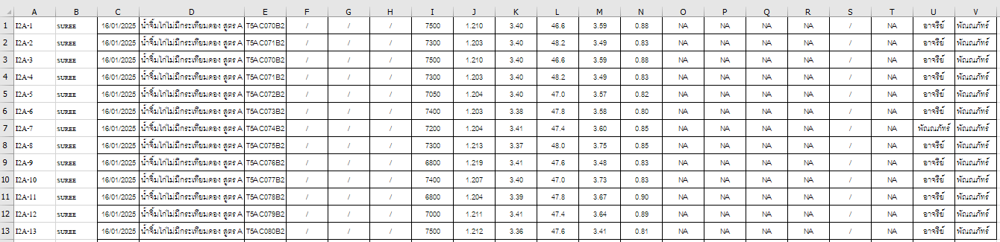 A B C D E F G H I J K L M N O P Q R S T U V
1 I2A-1 SUREE 16/01/2025 น้ำจิ้มไก่ไม่มีกระเทียมดอง สูตร A T5AC070B2 / / / 7500 1.210 3.40 46.6 3.59 0.88 NA NA NA NA / NA อาจรีย์ พัณณภัทร์
2 I2A-2 SUREE 16/01/2025 น้ำจิ้มไก่ไม่มีกระเทียมดอง สูตร A T5AC071B2 / / / 7300 1.203 3.40 48.2 3.49 0.83 NA NA NA NA / NA อาจรีย์ พัณณภัทร์
3 I2A-3 SUREE 16/01/2025 น้ำจิ้มไก่ไม่มีกระเทียมดอง สูตร A T5AC070B2 / / / 7500 1.210 3.40 46.6 3.59 0.88 NA NA NA NA / NA อาจรีย์ พัณณภัทร์
4 I2A-4 SUREE 16/01/2025 น้ำจิ้มไก่ไม่มีกระเทียมดอง สูตร A T5AC071B2 / / / 7300 1.203 3.40 48.2 3.49 0.83 NA NA NA NA / NA อาจรีย์ พัณณภัทร์
5 I2A-5 SUREE 16/01/2025 น้ำจิ้มไก่ไม่มีกระเทียมดอง สูตร A T5AC072B2 / / / 7050 1.204 3.40 47.0 3.57 0.82 NA NA NA NA / NA อาจรีย์ พัณณภัทร์
6 I2A-6 SUREE 16/01/2025 น้ำจิ้มไก่ไม่มีกระเทียมดอง สูตร A T5AC073B2 / / / 7400 1.203 3.38 47.8 3.58 0.80 NA NA NA NA / NA อาจรีย์ พัณณภัทร์
7 I2A-7 SUREE 16/01/2025 น้ำจิ้มไก่ไม่มีกระเทียมดอง สูตร A T5AC074B2 / / / 7200 1.204 3.41 47.4 3.60 0.85 NA NA NA NA / NA พัณณภัทร์ พัณณภัทร์
8 I2A-8 SUREE 16/01/2025 น้ำจิ้มไก่ไม่มีกระเทียมดอง สูตร A T5AC075B2 / / / 7300 1.213 3.37 48.0 3.75 0.85 NA NA NA NA / NA อาจรีย์ พัณณภัทร์
9 I2A-9 SUREE 16/01/2025 น้ำจิ้มไก่ไม่มีกระเทียมดอง สูตร A T5AC076B2 / / / 6800 1.219 3.41 47.6 3.48 0.83 NA NA NA NA / NA อาจรีย์ พัณณภัทร์
10 I2A-10 SUREE 16/01/2025 น้ำจิ้มไก่ไม่มีกระเทียมดอง สูตร A T5AC077B2 / / / 7400 1.207 3.40 47.0 3.73 0.83 NA NA NA NA / NA อาจรีย์ พัณณภัทร์
11 I2A-11 SUREE 16/01/2025 น้ำจิ้มไก่ไม่มีกระเทียมดอง สูตร A T5AC078B2 / / / 6800 1.204 3.39 47.8 3.67 0.90 NA NA NA NA / NA อาจรีย์ พัณณภัทร์
12 I2A-12 SUREE 16/01/2025 น้ำจิ้มไก่ไม่มีกระเทียมดอง สูตร A T5AC079B2 / / / 7000 1.211 3.41 47.4 3.64 0.89 NA NA NA NA / NA อาจรีย์ พัณณภัทร์
13 I2A-13 SUREE 16/01/2025 น้ำจิ้มไก่ไม่มีกระเทียมดอง สูตร A T5AC080B2 / / / 7500 1.212 3.36 47.6 3.41 0.81 NA NA NA NA / NA อาจรีย์ พัณณภัทร์